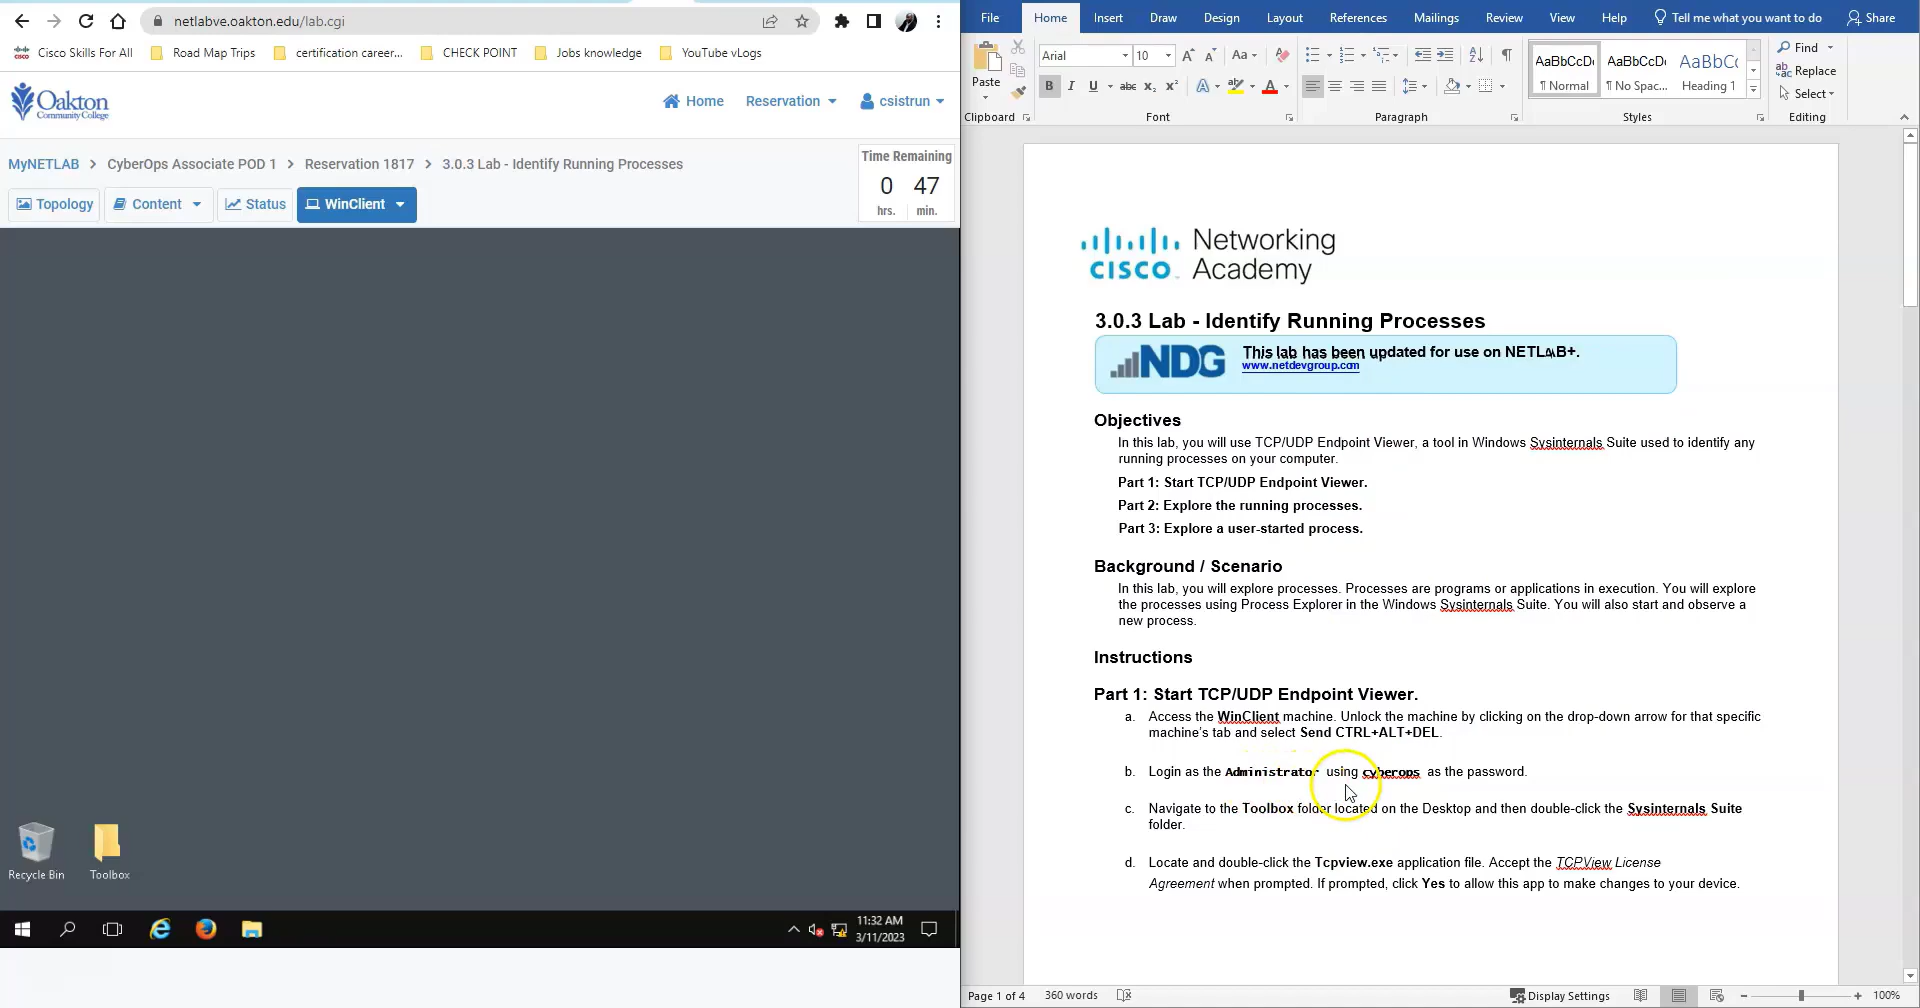 netlabve.oakton.edu/lab.cgi
Cisco Skills For All
Road Map Trips
certification career...
CHECK POINT
Jobs knowledge
YouTube vLogs
Oakton
Community College
Home
Reservation
csistrun
MyNETLAB > CyberOps Associate POD 1 > Reservation 1817 > 3.0.3 Lab - Identify Running Processes
Time Remaining
0 47
hrs. min.
Topology
Content
Status
WinClient
Recycle Bin
Toolbox
11:32 AM
3/11/2023
File
Home
Insert
Draw
Design
Layout
References
Mailings
Review
View
Help
Tell me what you want to do
Share
Paste
Clipboard
Arial
10
Font
Paragraph
AaBbCcDc
¶ Normal
AaBbCcDc
¶ No Spac...
AaBbCc
Heading 1
Styles
Find
Replace
Select
Editing
cisco Networking
Academy
3.0.3 Lab - Identify Running Processes
NDG
This lab has been updated for use on NETLAB+.
www.netdevgroup.com
Objectives
In this lab, you will use TCP/UDP Endpoint Viewer, a tool in Windows Sysinternals Suite used to identify any
running processes on your computer.
Part 1: Start TCP/UDP Endpoint Viewer.
Part 2: Explore the running processes.
Part 3: Explore a user-started process.
Background / Scenario
In this lab, you will explore processes. Processes are programs or applications in execution. You will explore
the processes using Process Explorer in the Windows Sysinternals Suite. You will also start and observe a
new process.
Instructions
Part 1: Start TCP/UDP Endpoint Viewer.
a. Access the WinClient machine. Unlock the machine by clicking on the drop-down arrow for that specific
machine's tab and select Send CTRL+ALT+DEL.
b. Login as the Administrator using cyberops as the password.
c. Navigate to the Toolbox folder located on the Desktop and then double-click the Sysinternals Suite
folder.
d. Locate and double-click the Tcpview.exe application file. Accept the TCPView License
Agreement when prompted. If prompted, click Yes to allow this app to make changes to your device.
Page 1 of 4
360 words
Display Settings
100%